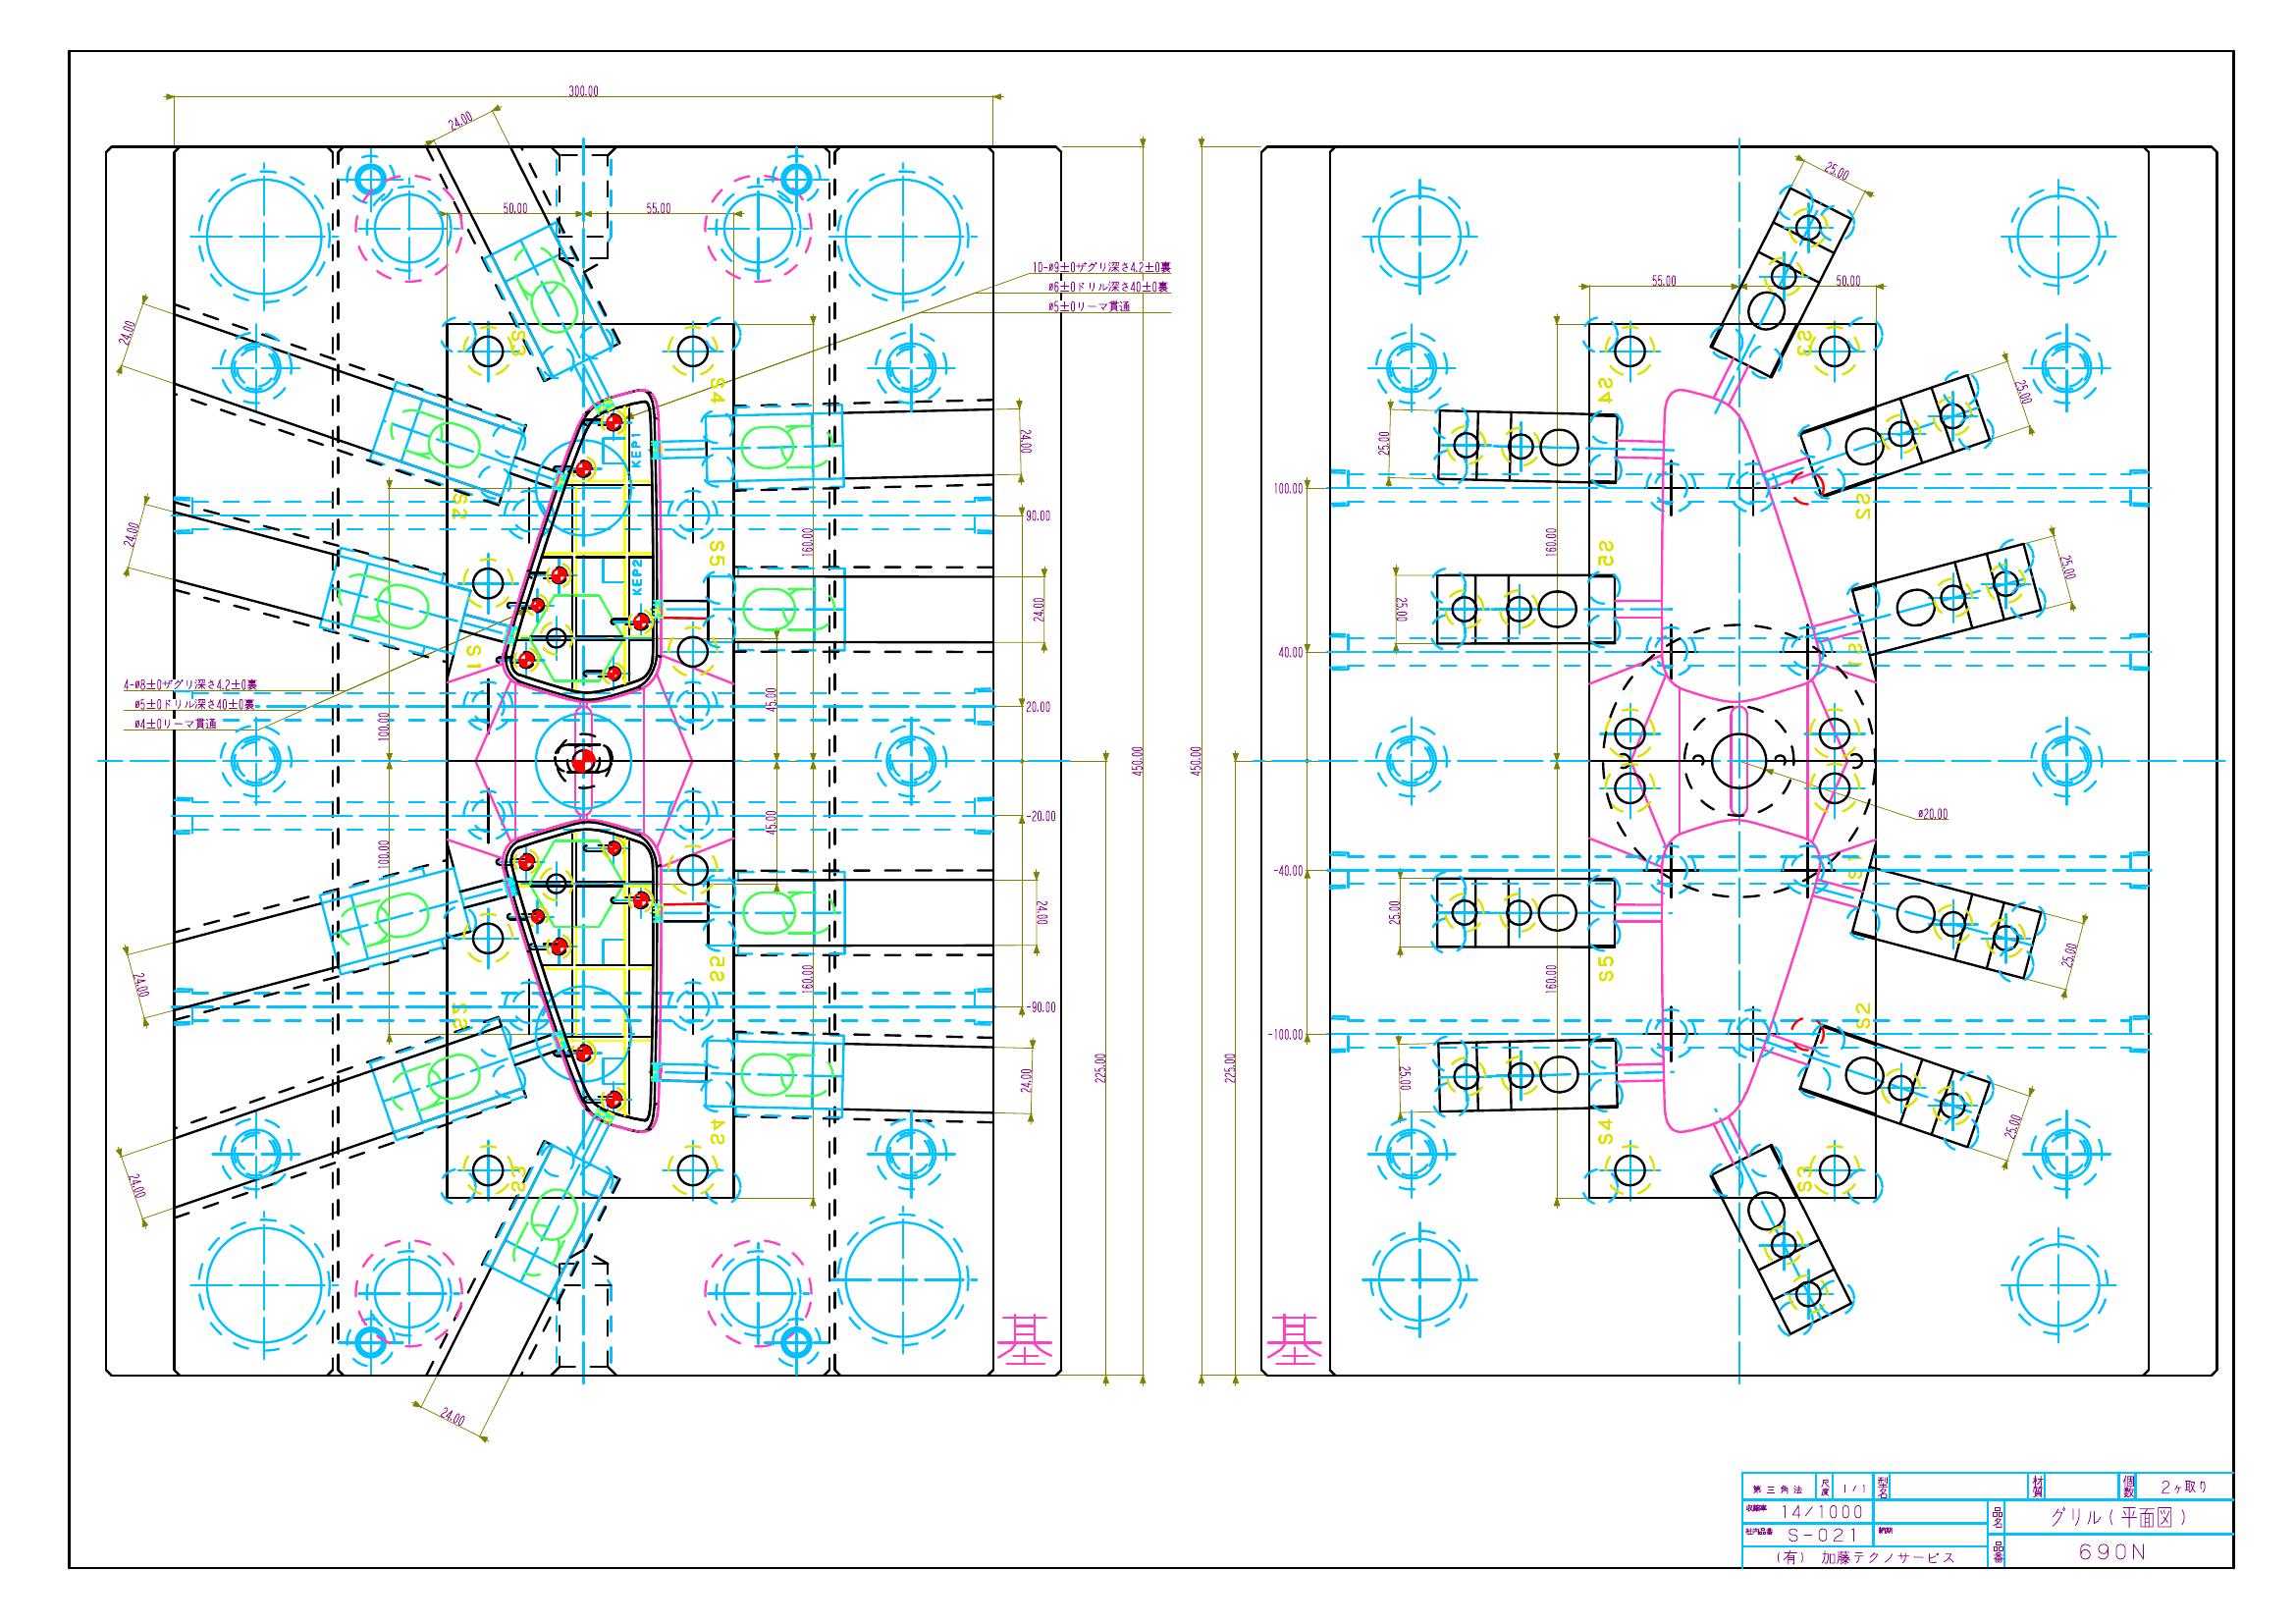 300.00
24.00
50.00
55.00
10-ø9±0ザグリ深さ4.2±0裏
ø6±0ドリル深さ40±0裏
ø5±0リーマ貫通
24.00
S3
S4
KEP1
24.00
S2
90.00
24.00
160.00
S5
KEP2
24.00
S1
4-ø8±0ザグリ深さ4.2±0裏
ø5±0ドリル深さ40±0裏
ø4±0リーマ貫通
100.00
45.00
20.00
450.00
45.00
-20.00
100.00
24.00
24.00
S5
160.00
S2
-90.00
225.00
24.00
S4
24.00
S3
24.00
基
25.00
55.00
50.00
S3
S4
25.00
25.00
100.00
S2
160.00
S5
25.00
25.00
40.00
S1
450.00
ø20.00
-40.00
25.00
25.00
S5
160.00
S2
-100.00
225.00
25.00
25.00
S4
S3
基
第三角法
尺度
1/1
型名
材質
個数
2ヶ取り
収縮率
14/1000
品名
グリル(平面図)
社内品番
S-021
納期
品番
690N
(有) 加藤テクノサービス